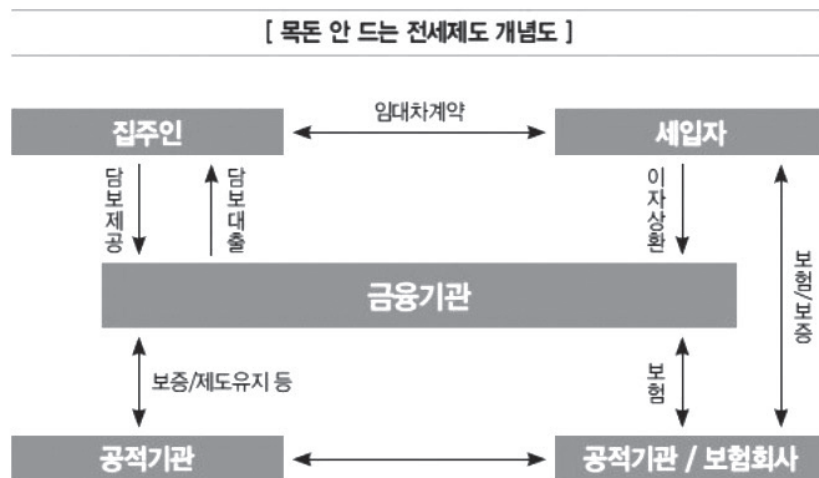 [ 목돈 안 드는 전세제도 개념도 ]
집주인
임대차계약
세입자
담보제공
담보대출
이자상환
보험/보증
금융기관
보증/제도유지 등
보험
공적기관
공적기관 / 보험회사